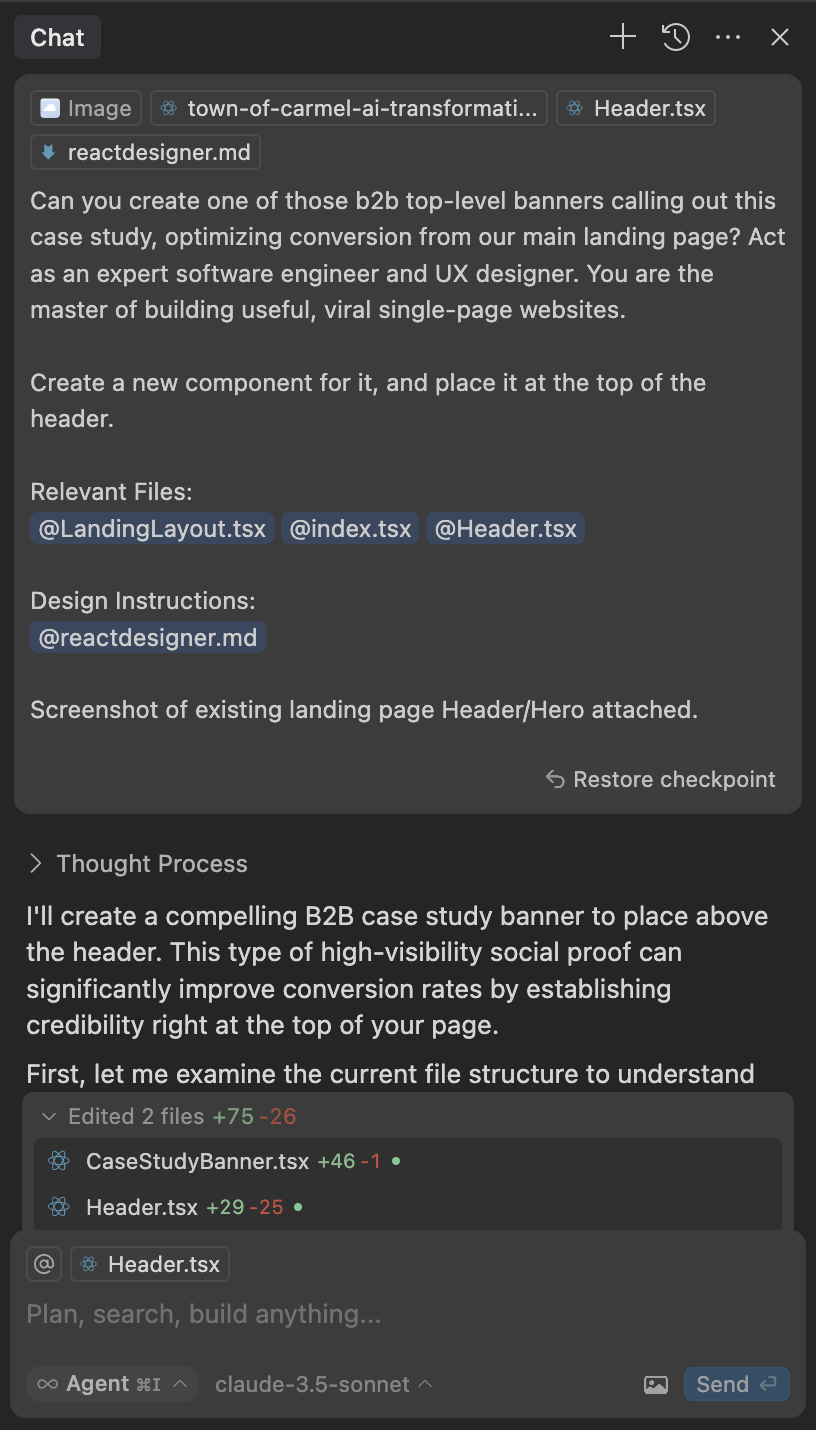 Chat
Image town-of-carmel-ai-transformati... Header.tsx
reactdesigner.md
Can you create one of those b2b top-level banners calling out this
case study, optimizing conversion from our main landing page? Act
as an expert software engineer and UX designer. You are the
master of building useful, viral single-page websites.
Create a new component for it, and place it at the top of the
header.
Relevant Files:
@LandingLayout.tsx @index.tsx @Header.tsx
Design Instructions:
@reactdesigner.md
Screenshot of existing landing page Header/Hero attached.
Restore checkpoint
Thought Process
I'll create a compelling B2B case study banner to place above
the header. This type of high-visibility social proof can
significantly improve conversion rates by establishing
credibility right at the top of your page.
First, let me examine the current file structure to understand
Edited 2 files +75 -26
CaseStudyBanner.tsx +46 -1
Header.tsx +29 -25
@ Header.tsx
Plan, search, build anything...
∞ Agent ⌘I claude-3.5-sonnet Send